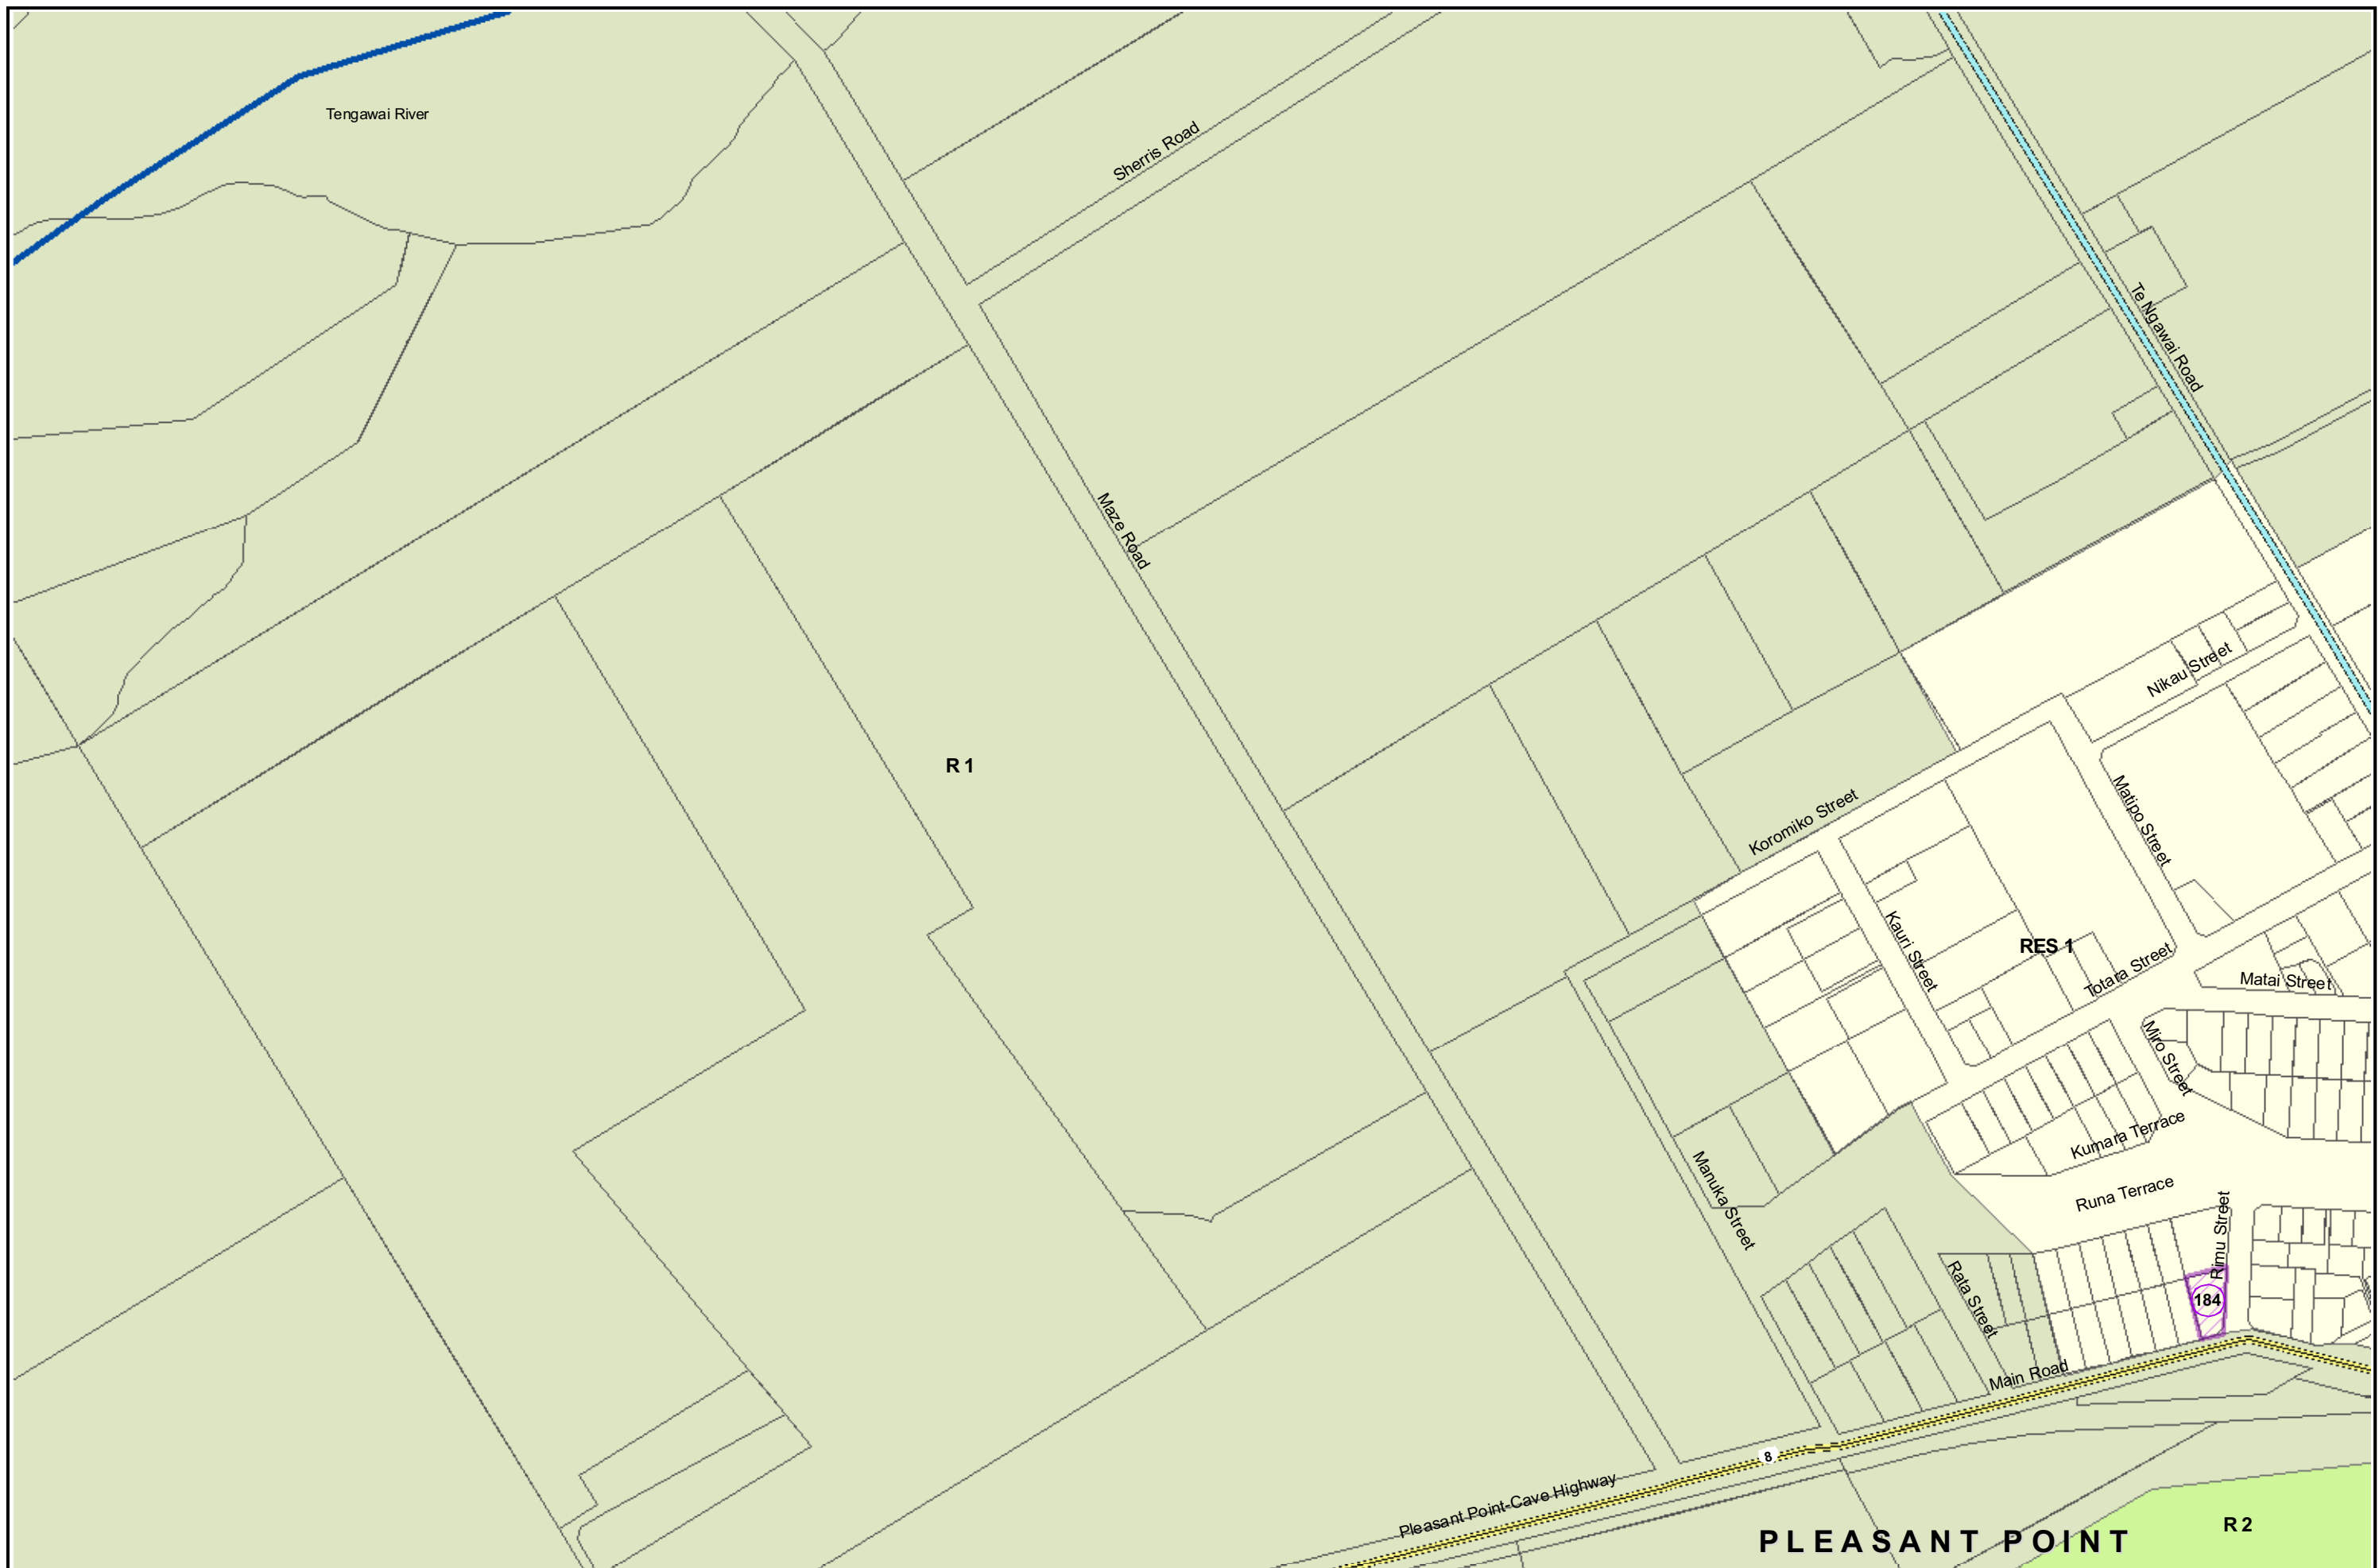 Tengawai River
Sherris Road
Te Ngawai Road
Maze Road
Nikau Street
R 1
Matipo Street
Koromiko Street
Kauri Street
RES 1
Totara Street
Matai Street
Miro Street
Kumara Terrace
Manuka Street
Runa Terrace
Rimu Street
Rata Street
184
Main Road
8
Pleasant Point-Cave Highway
R 2
PLEASANT POINT